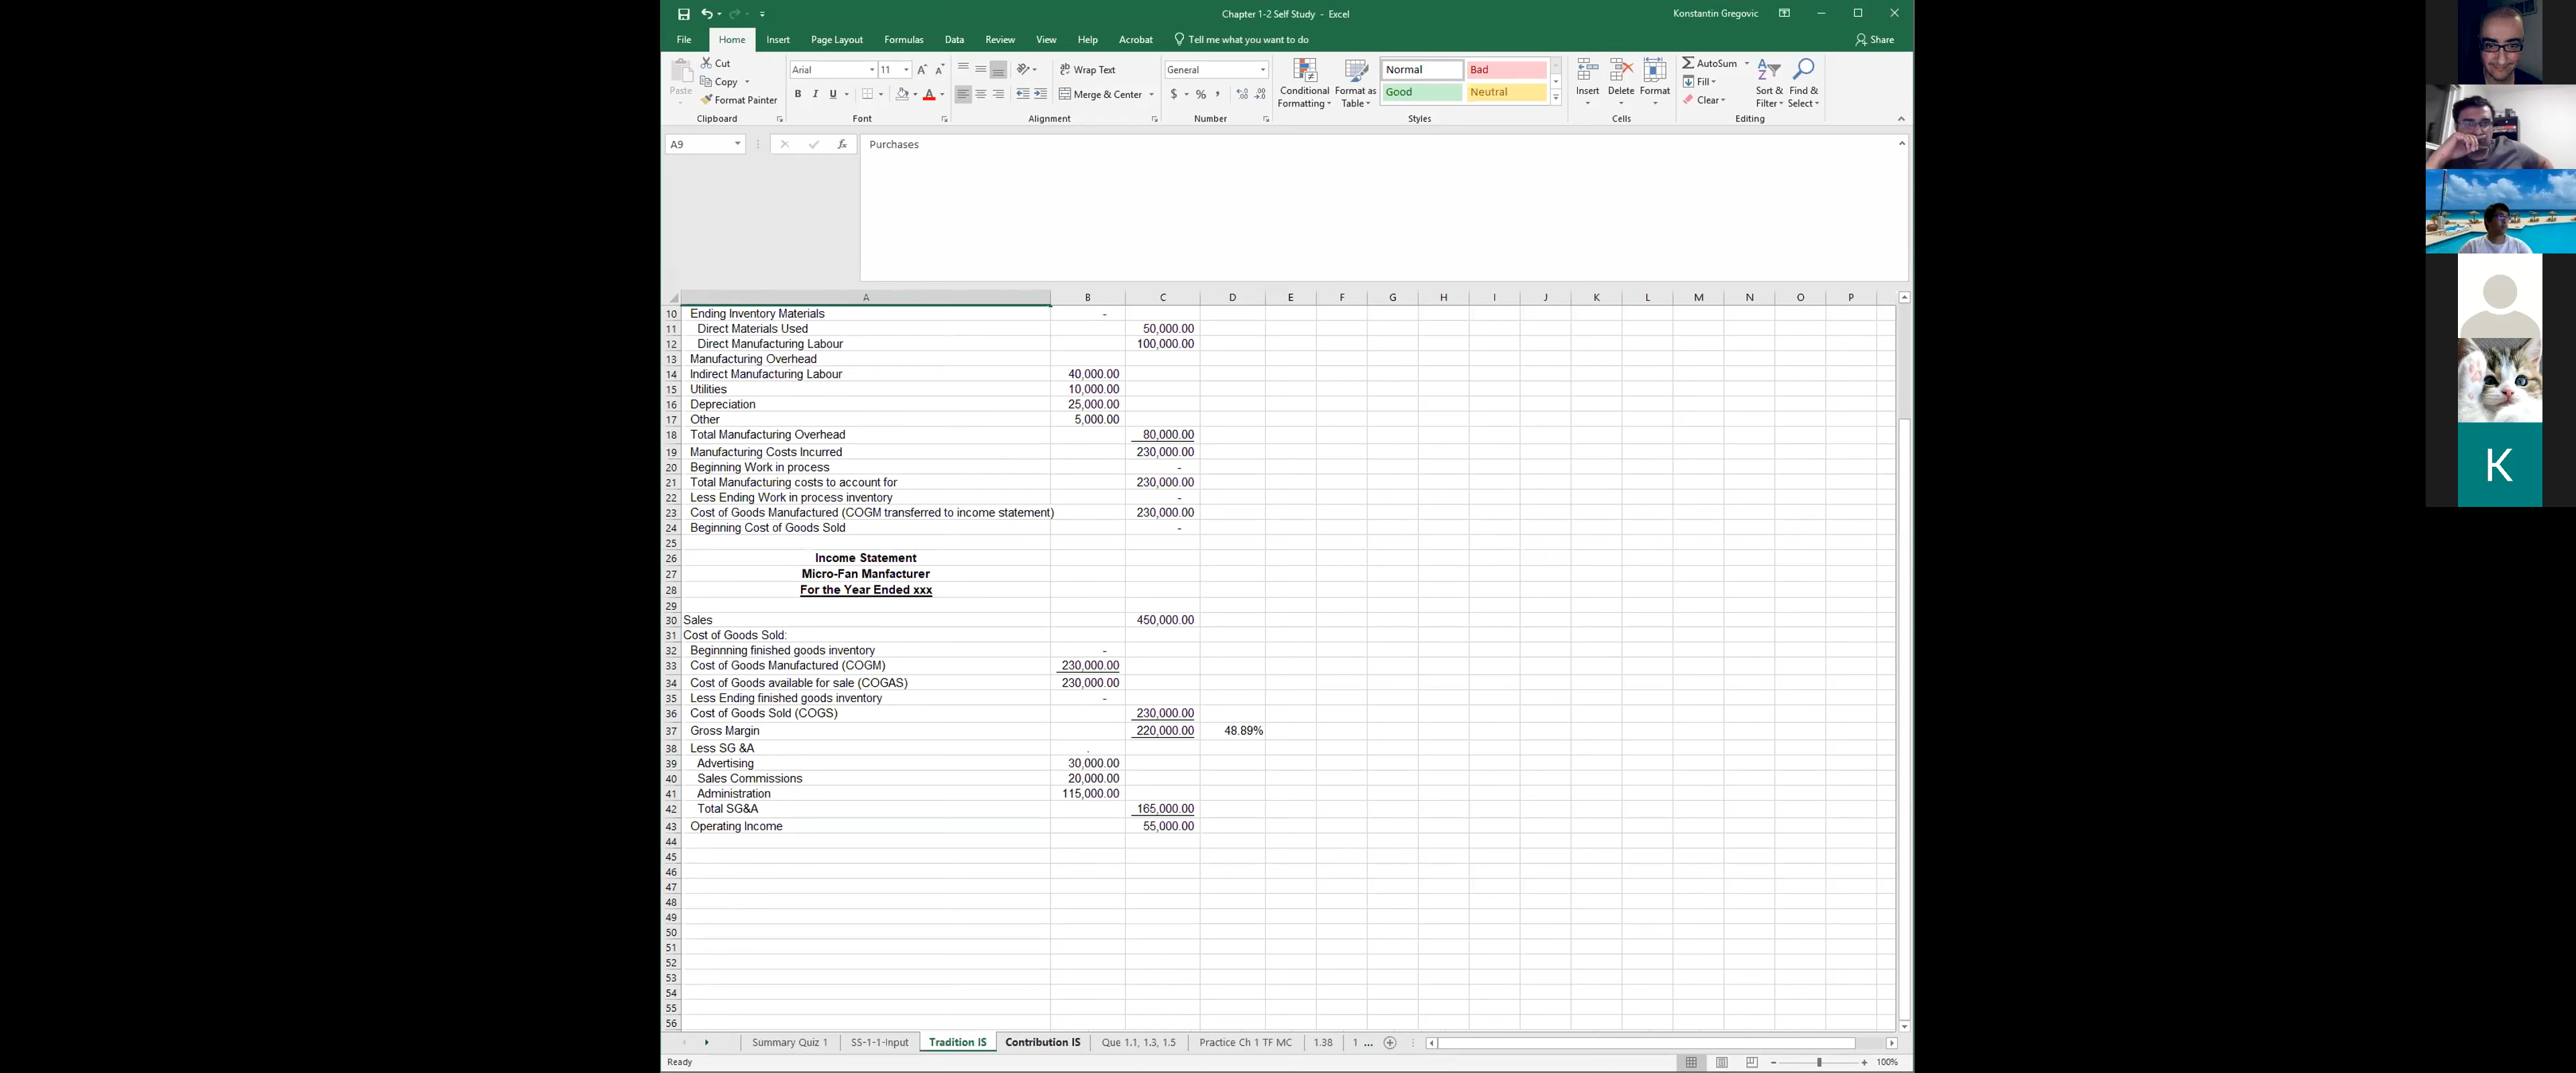 Chapter 1-2 Self Study - Excel
Konstantin Gregovic
File Home Insert Page Layout Formulas Data Review View Help Acrobat Tell me what you want to do Share
Paste
Cut
Copy
Format Painter
Clipboard
Arial 11
B I U
Font
Wrap Text
Merge & Center
Alignment
General
$ % ,
Number
Conditional Formatting
Format as Table
Normal Bad
Good Neutral
Styles
Insert Delete Format
Cells
AutoSum
Fill
Clear
Sort & Filter
Find & Select
Editing
A9 fx Purchases
A B C D E F G H I J K L M N O P
10 Ending Inventory Materials -
11 Direct Materials Used 50,000.00
12 Direct Manufacturing Labour 100,000.00
13 Manufacturing Overhead
14 Indirect Manufacturing Labour 40,000.00
15 Utilities 10,000.00
16 Depreciation 25,000.00
17 Other 5,000.00
18 Total Manufacturing Overhead 80,000.00
19 Manufacturing Costs Incurred 230,000.00
20 Beginning Work in process -
21 Total Manufacturing costs to account for 230,000.00
22 Less Ending Work in process inventory -
23 Cost of Goods Manufactured (COGM transferred to income statement) 230,000.00
24 Beginning Cost of Goods Sold -
25
26 Income Statement
27 Micro-Fan Manfacturer
28 For the Year Ended xxx
29
30 Sales 450,000.00
31 Cost of Goods Sold:
32 Beginnning finished goods inventory -
33 Cost of Goods Manufactured (COGM) 230,000.00
34 Cost of Goods available for sale (COGAS) 230,000.00
35 Less Ending finished goods inventory -
36 Cost of Goods Sold (COGS) 230,000.00
37 Gross Margin 220,000.00 48.89%
38 Less SG &A .
39 Advertising 30,000.00
40 Sales Commissions 20,000.00
41 Administration 115,000.00
42 Total SG&A 165,000.00
43 Operating Income 55,000.00
44
45
46
47
48
49
50
51
52
53
54
55
56
Summary Quiz 1 SS-1-1-Input Tradition IS Contribution IS Que 1.1, 1.3, 1.5 Practice Ch 1 TF MC 1.38 1 ...
Ready 100%
K